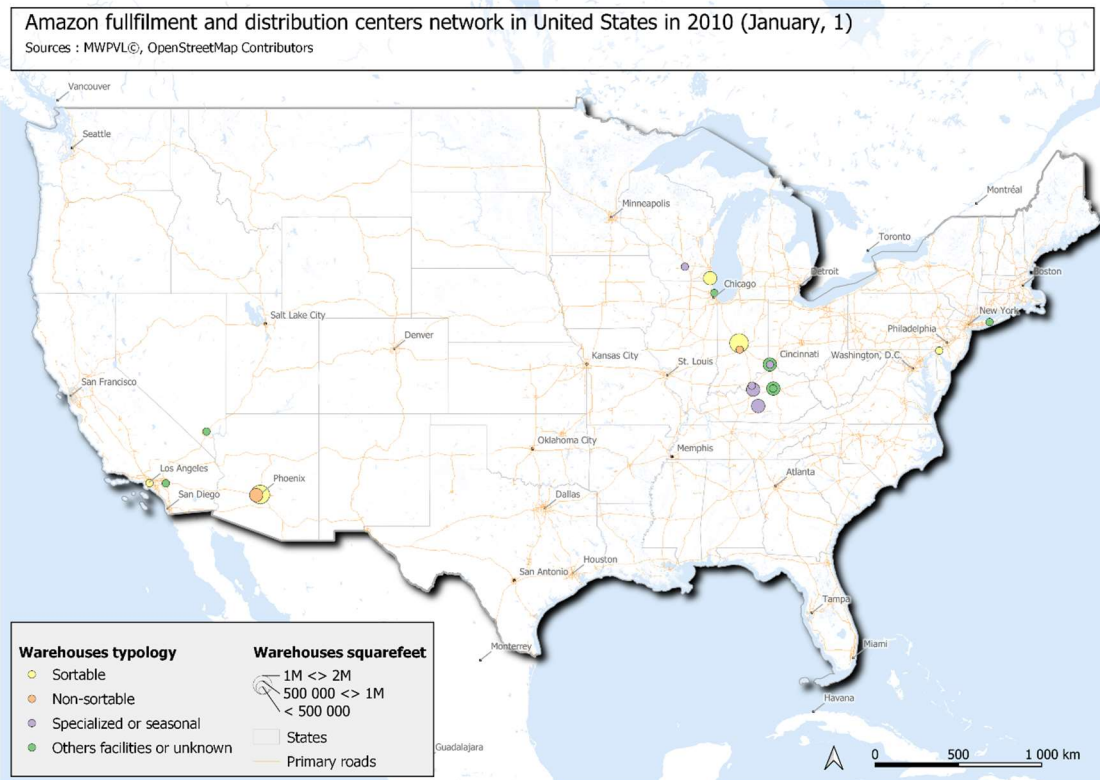 Amazon fullfilment and distribution centers network in United States in 2010 (January, 1)
Sources : MWPVL©, OpenStreetMap Contributors
Vancouver
Seattle
Montréal
Minneapolis
Toronto
Detroit
Boston
Chicago
New York
Salt Lake City
Philadelphia
Denver
Kansas City
St. Louis
Cincinnati
Washington, D.C.
San Francisco
Oklahoma City
Memphis
Los Angeles
Atlanta
Phoenix
San Diego
Dallas
Houston
San Antonio
Tampa
Miami
Monterrey
Havana
Guadalajara
Warehouses typology
Sortable
Non-sortable
Specialized or seasonal
Others facilities or unknown
Warehouses squarefeet
1M <> 2M
500 000 <> 1M
< 500 000
States
Primary roads
0 500 1 000 km